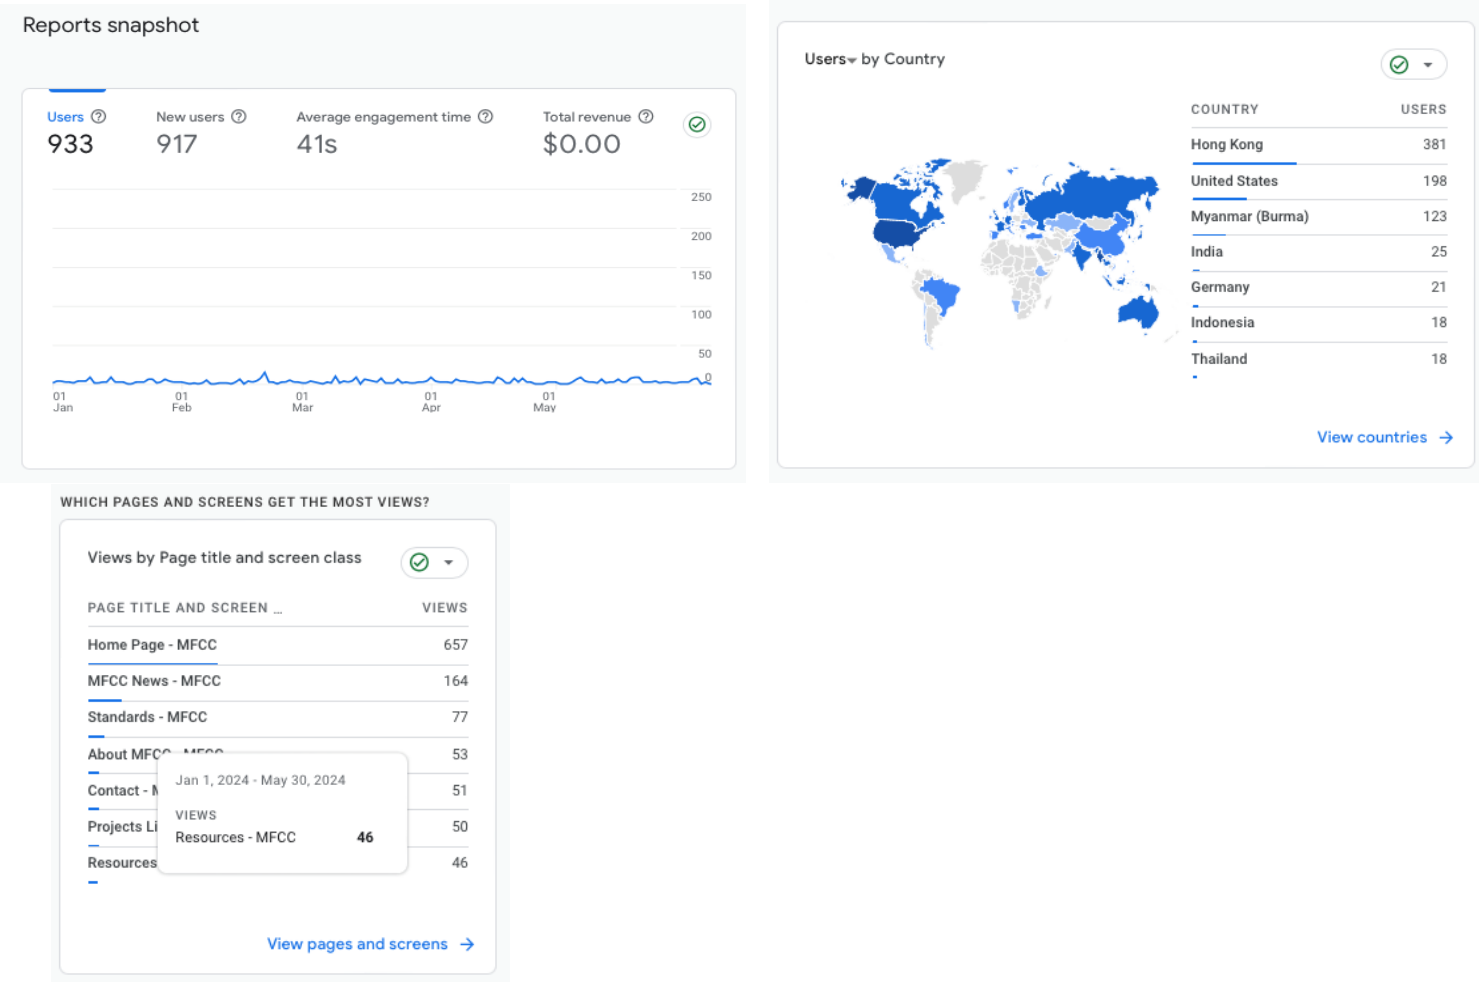 Reports snapshot
Users New users Average engagement time Total revenue
933 917 41s $0.00
250
200
150
100
50
0
01 01 01 01 01
Jan Feb Mar Apr May
Users by Country
COUNTRY USERS
Hong Kong 381
United States 198
Myanmar (Burma) 123
India 25
Germany 21
Indonesia 18
Thailand 18
View countries
WHICH PAGES AND SCREENS GET THE MOST VIEWS?
Views by Page title and screen class
PAGE TITLE AND SCREEN ... VIEWS
Home Page - MFCC 657
MFCC News - MFCC 164
Standards - MFCC 77
About MFCC - MFCC 53
Jan 1, 2024 - May 30, 2024
Contact - 51
VIEWS
Projects 50
Resources - MFCC 46
Resources 46
View pages and screens